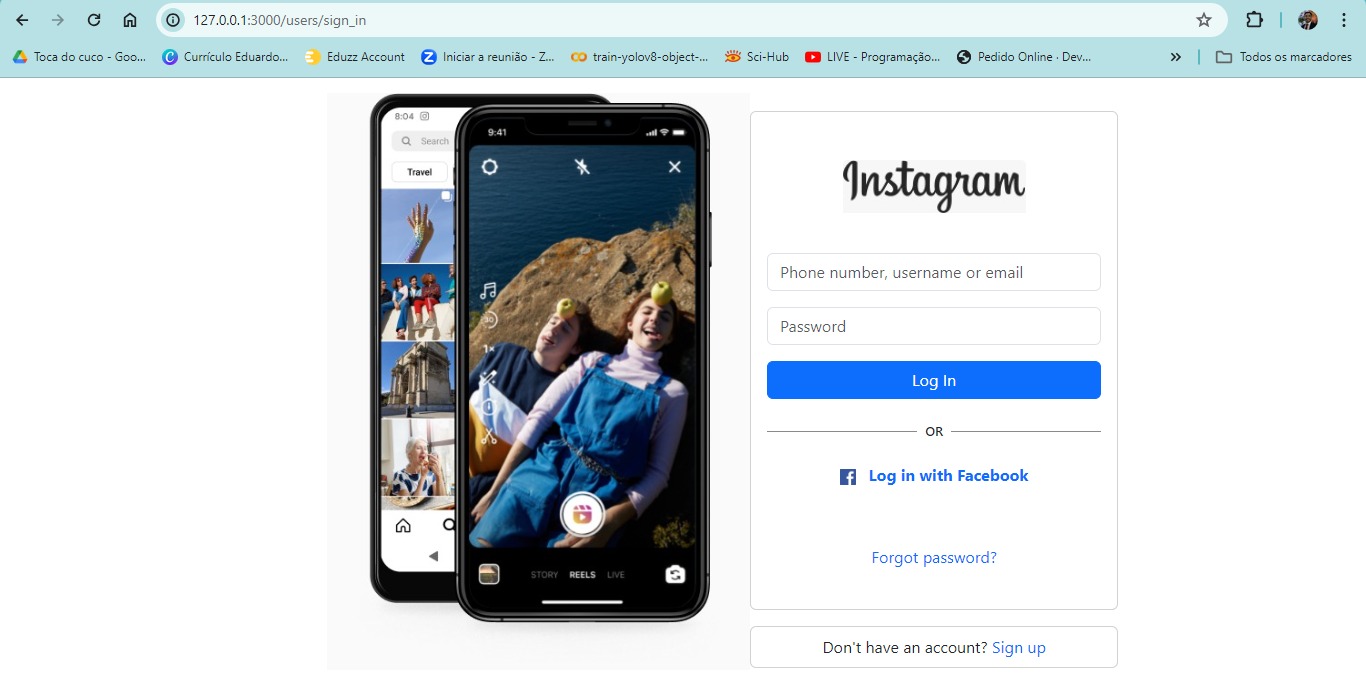 127.0.0.1:3000/users/sign_in
Toca do cuco - Goo... Currículo Eduardo... Eduzz Account Iniciar a reunião - Z... train-yolov8-object-... Sci-Hub LIVE - Programação... Pedido Online · Dev... » Todos os marcadores
8:04
Search
Travel
9:41
30
1×
STORY REELS LIVE
Instagram
Phone number, username or email
Password
Log In
OR
Log in with Facebook
Forgot password?
Don't have an account? Sign up